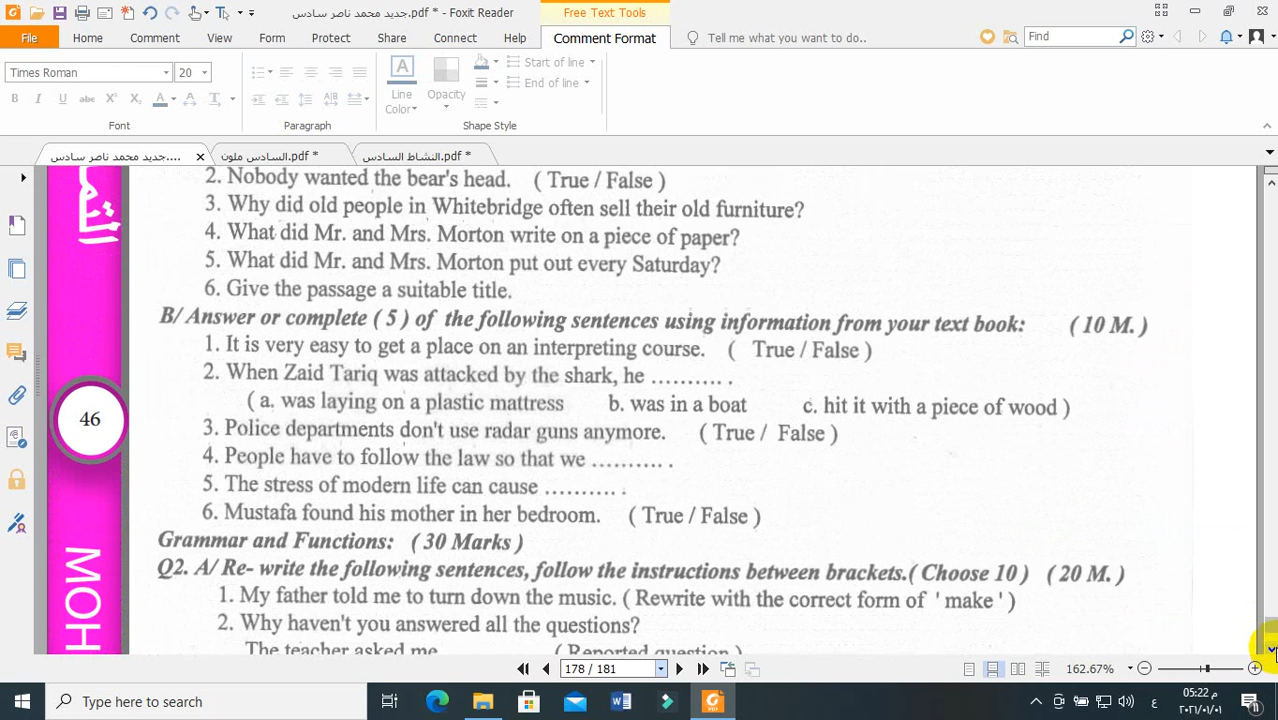 جديد محمد ناصر سادس.pdf * - Foxit Reader
Free Text Tools
File
Home
Comment
View
Form
Protect
Share
Connect
Help
Comment Format
Tell me what you want to do..
Find
Times Roman
20
Start of line
End of line
Line Color
Opacity
Font
Paragraph
Shape Style
جديد محمد ناصر سادس....
السادس ملون.pdf *
النشاط السادس.pdf *
2. Nobody wanted the bear's head. ( True / False )
3. Why did old people in Whitebridge often sell their old furniture?
4. What did Mr. and Mrs. Morton write on a piece of paper?
5. What did Mr. and Mrs. Morton put out every Saturday?
6. Give the passage a suitable title.
B/ Answer or complete ( 5 ) of the following sentences using information from your text book: ( 10 M. )
1. It is very easy to get a place on an interpreting course. ( True / False )
2. When Zaid Tariq was attacked by the shark, he .......... .
( a. was laying on a plastic mattress b. was in a boat c. hit it with a piece of wood )
3. Police departments don't use radar guns anymore. ( True / False )
4. People have to follow the law so that we .......... .
5. The stress of modern life can cause .......... .
6. Mustafa found his mother in her bedroom. ( True / False )
Grammar and Functions: ( 30 Marks )
Q2. A/ Re- write the following sentences, follow the instructions between brackets.( Choose 10 ) ( 20 M. )
1. My father told me to turn down the music. ( Rewrite with the correct form of ' make ' )
2. Why haven't you answered all the questions?
The teacher asked me ( Reported question )
46
MOH
178 / 181
162.67%
Type here to search
05:22 م
٢٠٢١/٠١/٠١